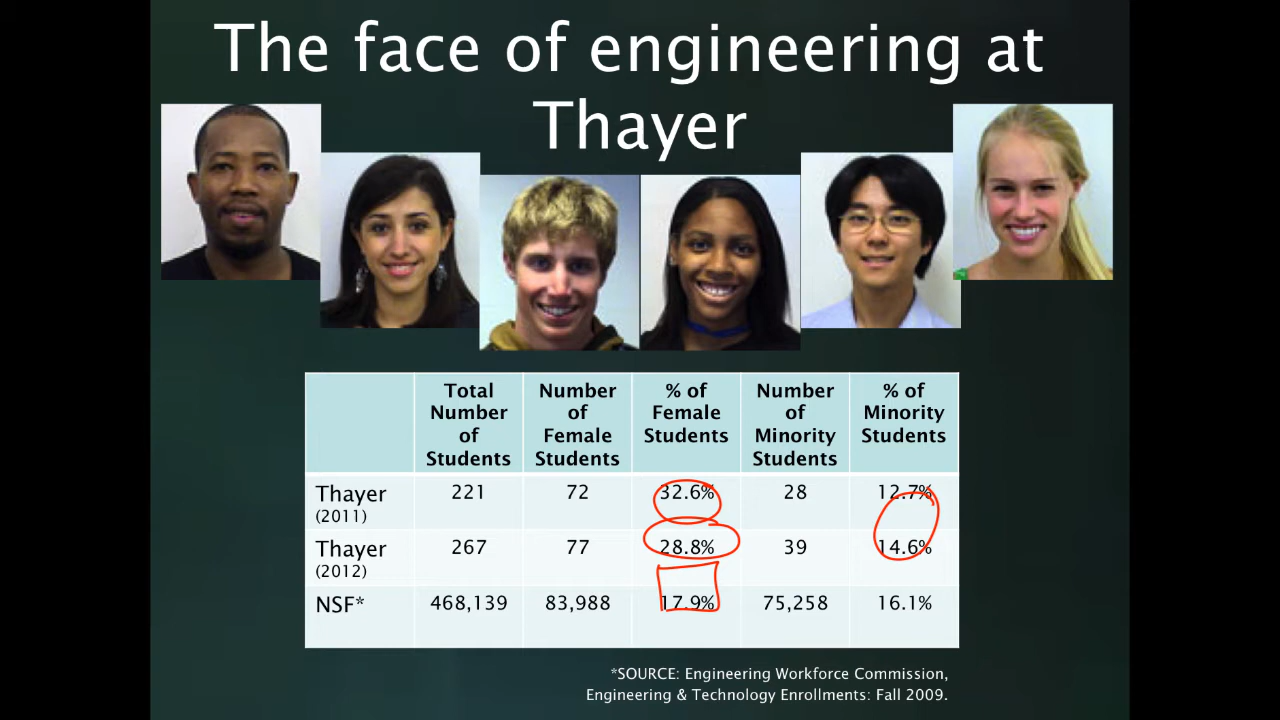 The face of engineering at
Thayer
Total Number of Students
Number of Female Students
% of Female Students
Number of Minority Students
% of Minority Students
Thayer (2011) 221 72 32.6% 28 12.7%
Thayer (2012) 267 77 28.8% 39 14.6%
NSF* 468,139 83,988 17.9% 75,258 16.1%
*SOURCE: Engineering Workforce Commission,
Engineering & Technology Enrollments: Fall 2009.